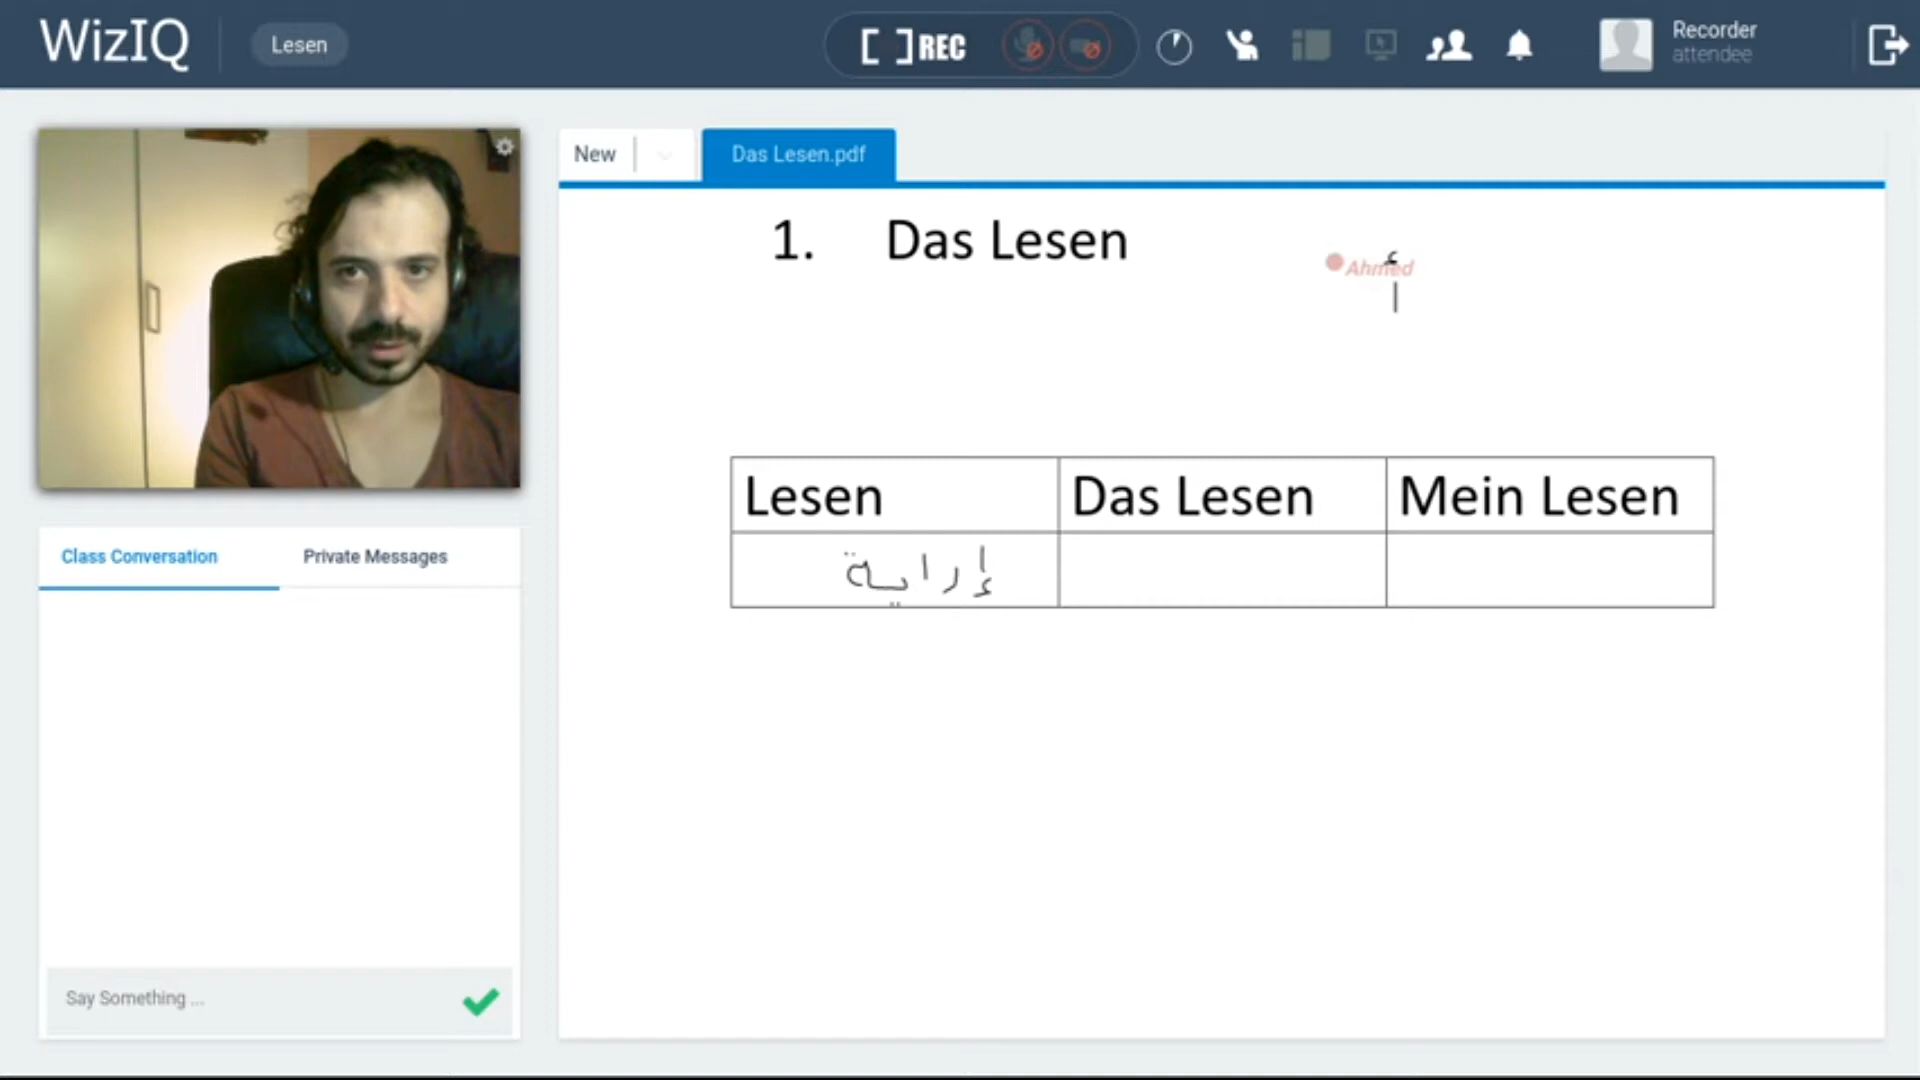 WizIQ
Lesen
[ ]REC
Recorder
attendee
New
Das Lesen.pdf
1. Das Lesen
أ
Ahmed
Lesen
Das Lesen
Mein Lesen
إراية
Class Conversation
Private Messages
Say Something ...